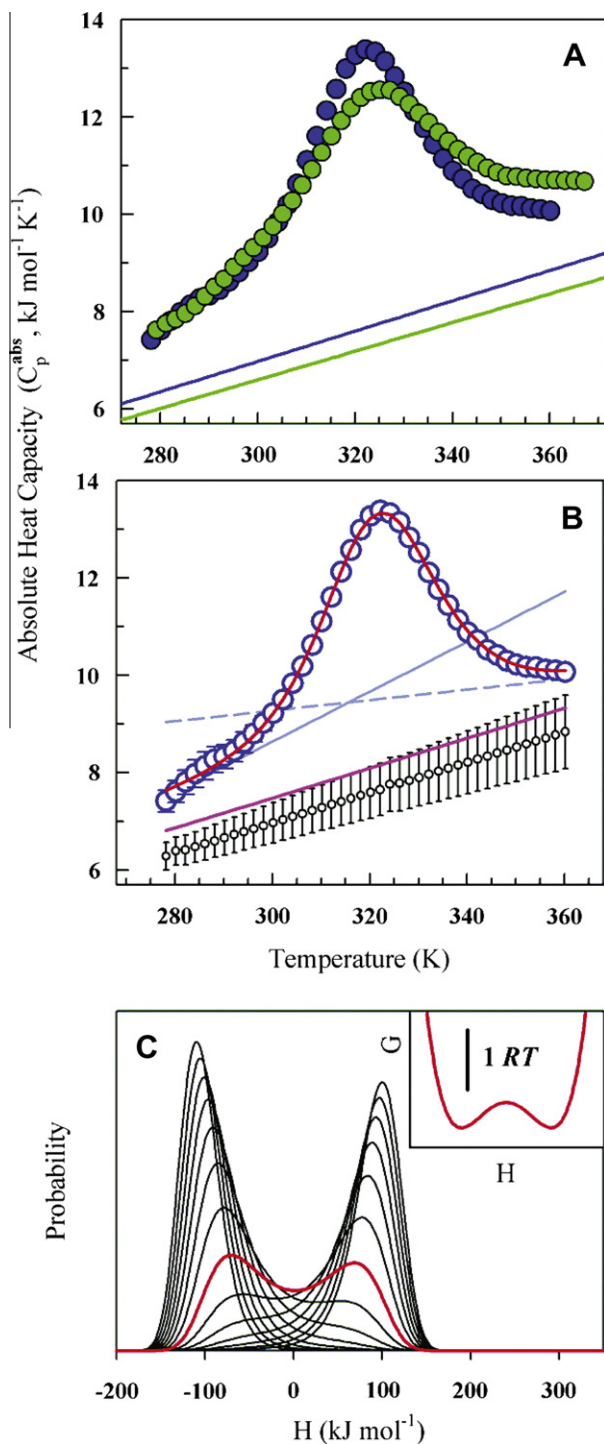 Absolute Heat Capacity (C_p^abs, kJ mol⁻¹ K⁻¹)
A
14
12
10
8
6
280 300 320 340 360
B
14
12
10
8
6
280 300 320 340 360
Temperature (K)
C
Probability
G
1 RT
H
-200 -100 0 100 200 300
H (kJ mol⁻¹)